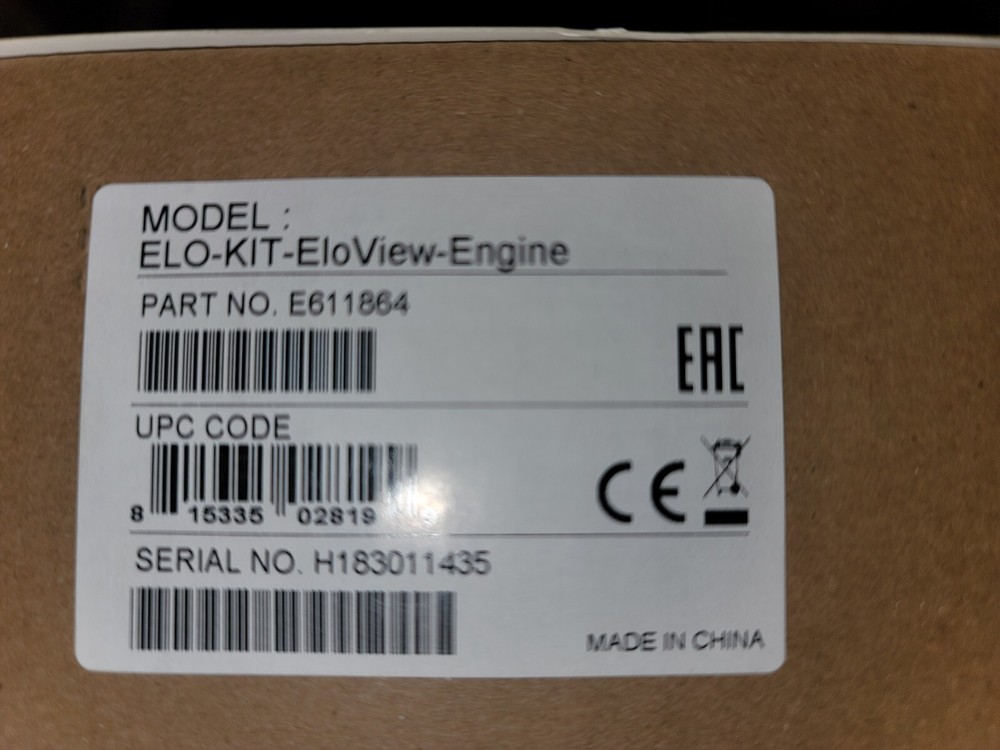 MODEL :
ELO-KIT-EloView-Engine
PART NO. E611864
EAC
UPC CODE
8 15335 02819
CE
SERIAL NO. H183011435
MADE IN CHINA